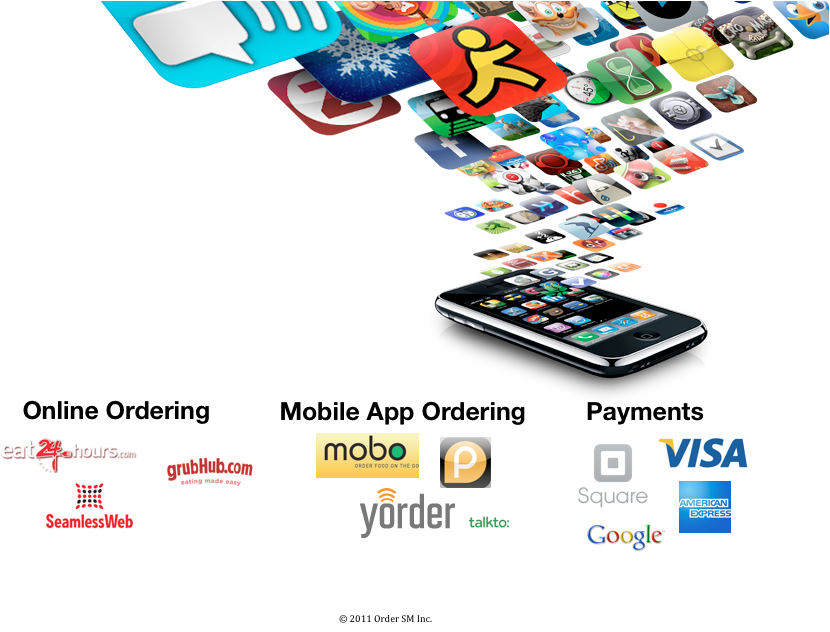 Online Ordering
Mobile App Ordering
Payments
eat24hours.com
grubHub.com
eating made easy
SeamlessWeb
mobo
ORDER FOOD ON THE GO
P
yorder
talkto:
Square
VISA
AMERICAN
EXPRESS
Google
© 2011 Order SM Inc.